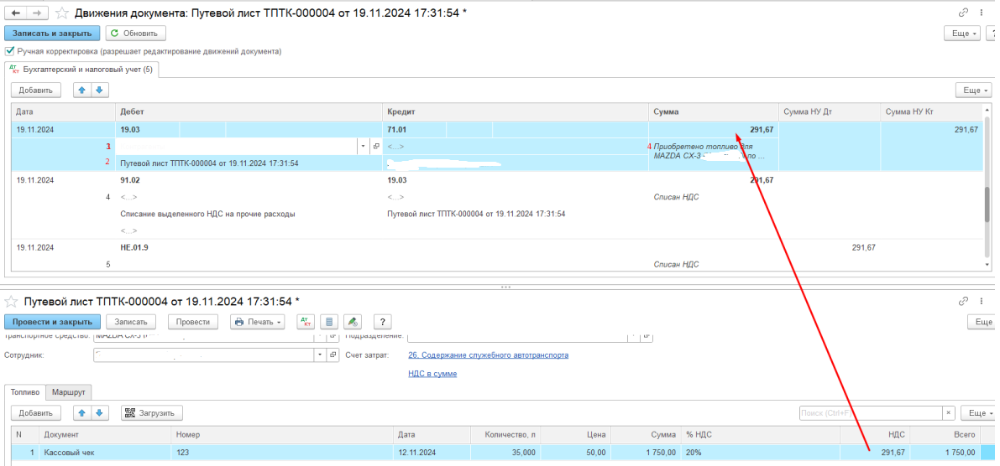 Движения документа: Путевой лист ТПТК-000004 от 19.11.2024 17:31:54 *
Записать и закрыть Обновить Еще ?
Ручная корректировка (разрешает редактирование движений документа)
Дт Кт Бухгалтерский и налоговый учет (5)
Добавить Еще
Дата Дебет Кредит Сумма Сумма НУ Дт Сумма НУ Кт
19.11.2024 19.03 71.01 291,67 291,67
3 <...> 4 Приобретено топливо для
2 Путевой лист ТПТК-000004 от 19.11.2024 17:31:54 MAZDA CX-3 по ...
19.11.2024 91.02 19.03 291,67
4 <...> <...> Списан НДС
Списание выделенного НДС на прочие расходы Путевой лист ТПТК-000004 от 19.11.2024 17:31:54
<...>
19.11.2024 НЕ.01.9 291,67
5 Списан НДС
Путевой лист ТПТК-000004 от 19.11.2024 17:31:54 *
Провести и закрыть Записать Провести Печать Дт Кт ? Еще
Транспортное средство: MAZDA CX-3 Подразделение:
Сотрудник: Счет затрат: 26, Содержание служебного автотранспорта
НДС в сумме
Топливо Маршрут
Добавить Загрузить Поиск (Ctrl+F) × Еще
N Документ Номер Дата Количество, л Цена Сумма % НДС НДС Всего
1 Кассовый чек 123 12.11.2024 35,000 50,00 1 750,00 20% 291,67 1 750,00